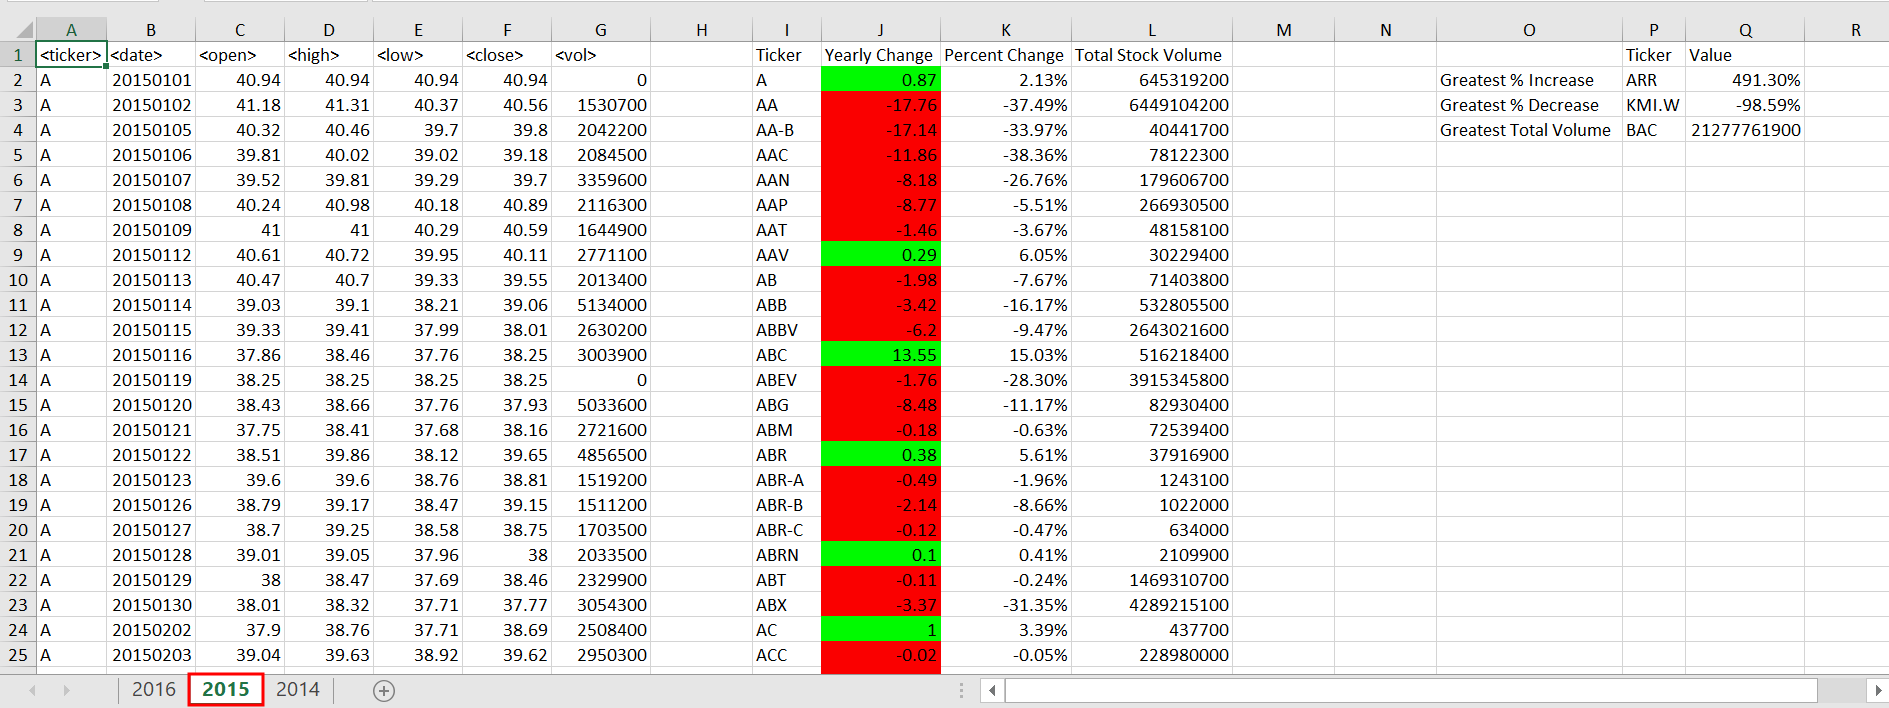 A B C D E F G H I J K L M N O P Q R
1 <ticker> <date> <open> <high> <low> <close> <vol> Ticker Yearly Change Percent Change Total Stock Volume Ticker Value
2 A 20150101 40.94 40.94 40.94 40.94 0 A 0.87 2.13% 645319200 Greatest % Increase ARR 491.30%
3 A 20150102 41.18 41.31 40.37 40.56 1530700 AA -17.76 -37.49% 6449104200 Greatest % Decrease KMI.W -98.59%
4 A 20150105 40.32 40.46 39.7 39.8 2042200 AA-B -17.14 -33.97% 40441700 Greatest Total Volume BAC 21277761900
5 A 20150106 39.81 40.02 39.02 39.18 2084500 AAC -11.86 -38.36% 78122300
6 A 20150107 39.52 39.81 39.29 39.7 3359600 AAN -8.18 -26.76% 179606700
7 A 20150108 40.24 40.98 40.18 40.89 2116300 AAP -8.77 -5.51% 266930500
8 A 20150109 41 41 40.29 40.59 1644900 AAT -1.46 -3.67% 48158100
9 A 20150112 40.61 40.72 39.95 40.11 2771100 AAV 0.29 6.05% 30229400
10 A 20150113 40.47 40.7 39.33 39.55 2013400 AB -1.98 -7.67% 71403800
11 A 20150114 39.03 39.1 38.21 39.06 5134000 ABB -3.42 -16.17% 532805500
12 A 20150115 39.33 39.41 37.99 38.01 2630200 ABBV -6.2 -9.47% 2643021600
13 A 20150116 37.86 38.46 37.76 38.25 3003900 ABC 13.55 15.03% 516218400
14 A 20150119 38.25 38.25 38.25 38.25 0 ABEV -1.76 -28.30% 3915345800
15 A 20150120 38.43 38.66 37.76 37.93 5033600 ABG -8.48 -11.17% 82930400
16 A 20150121 37.75 38.41 37.68 38.16 2721600 ABM -0.18 -0.63% 72539400
17 A 20150122 38.51 39.86 38.12 39.65 4856500 ABR 0.38 5.61% 37916900
18 A 20150123 39.6 39.6 38.76 38.81 1519200 ABR-A -0.49 -1.96% 1243100
19 A 20150126 38.79 39.17 38.47 39.15 1511200 ABR-B -2.14 -8.66% 1022000
20 A 20150127 38.7 39.25 38.58 38.75 1703500 ABR-C -0.12 -0.47% 634000
21 A 20150128 39.01 39.05 37.96 38 2033500 ABRN 0.1 0.41% 2109900
22 A 20150129 38 38.47 37.69 38.46 2329900 ABT -0.11 -0.24% 1469310700
23 A 20150130 38.01 38.32 37.71 37.77 3054300 ABX -3.37 -31.35% 4289215100
24 A 20150202 37.9 38.76 37.71 38.69 2508400 AC 1 3.39% 437700
25 A 20150203 39.04 39.63 38.92 39.62 2950300 ACC -0.02 -0.05% 228980000
2016 2015 2014